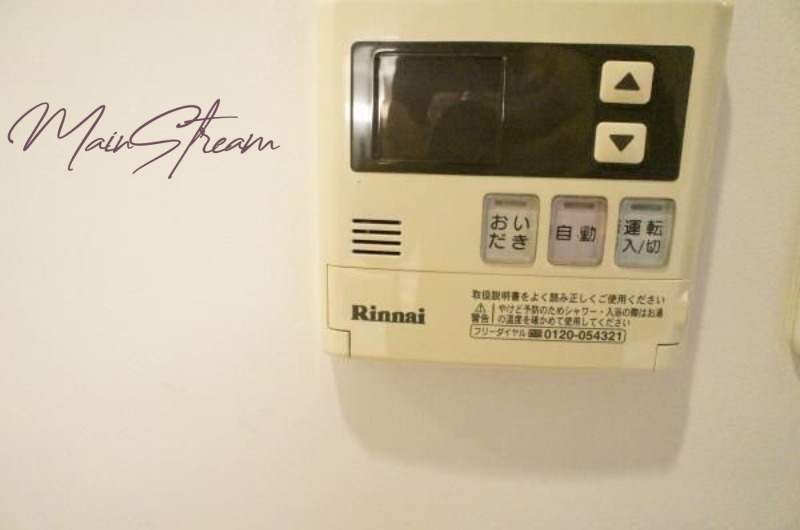 MainStream
▲
▼
おい
だき
自動
運転
入/切
Rinnai
取扱説明書をよく読み正しくご使用ください
警告
やけど予防のためシャワー・入浴の際はお湯
の温度を確かめて使用してください
フリーダイヤル 0120-054321